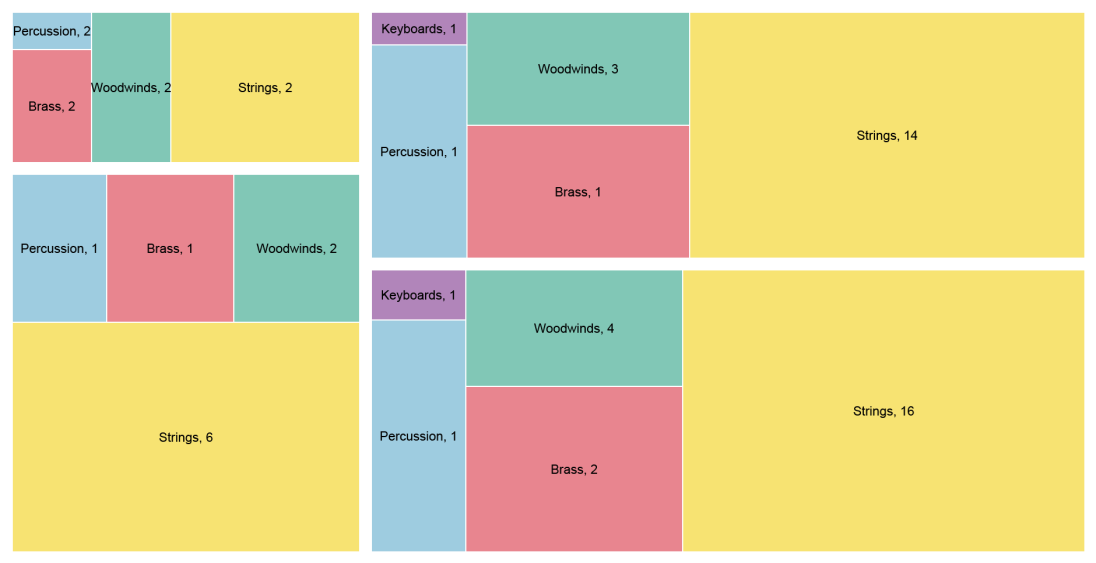 Percussion, 2
Brass, 2
Woodwinds, 2
Strings, 2
Percussion, 1
Brass, 1
Woodwinds, 2
Strings, 6
Keyboards, 1
Percussion, 1
Woodwinds, 3
Brass, 1
Strings, 14
Keyboards, 1
Percussion, 1
Woodwinds, 4
Brass, 2
Strings, 16